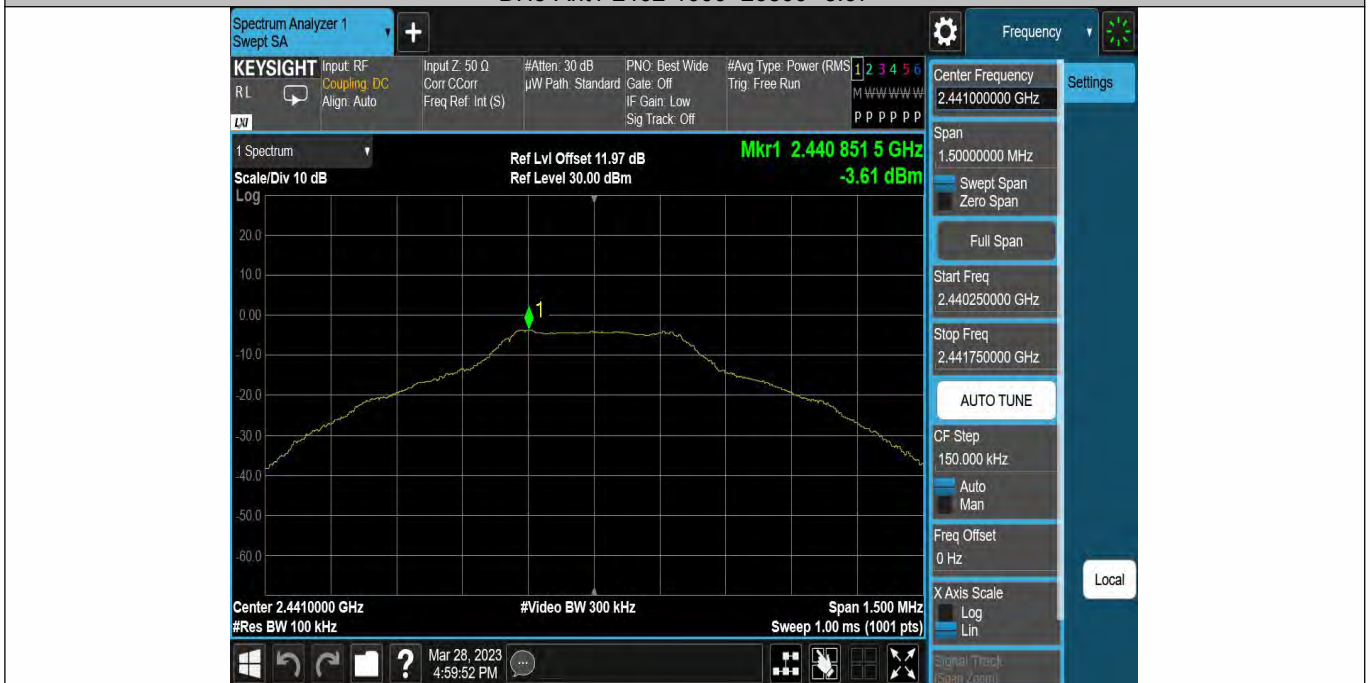 Spectrum Analyzer 1
Swept SA
Frequency
KEYSIGHT
RL
LXI
Input: RF
Coupling: DC
Align: Auto
Input Z: 50 Ω
Corr CCorr
Freq Ref: Int (S)
#Atten: 30 dB
µW Path: Standard
PNO: Best Wide
Gate: Off
IF Gain: Low
Sig Track: Off
#Avg Type: Power (RMS
Trig: Free Run
1 2 3 4 5 6
M W W W W W
P P P P P P
1 Spectrum
Scale/Div 10 dB
Log
Ref Lvl Offset 11.97 dB
Ref Level 30.00 dBm
Mkr1 2.440 851 5 GHz
-3.61 dBm
20.0
10.0
0.00
-10.0
-20.0
-30.0
-40.0
-50.0
-60.0
1
Center 2.4410000 GHz
#Res BW 100 kHz
#Video BW 300 kHz
Span 1.500 MHz
Sweep 1.00 ms (1001 pts)
Mar 28, 2023
4:59:52 PM
Center Frequency
2.441000000 GHz
Settings
Span
1.50000000 MHz
Swept Span
Zero Span
Full Span
Start Freq
2.440250000 GHz
Stop Freq
2.441750000 GHz
AUTO TUNE
CF Step
150.000 kHz
Auto
Man
Freq Offset
0 Hz
X Axis Scale
Log
Lin
Local
Signal Track
(Span Zoom)